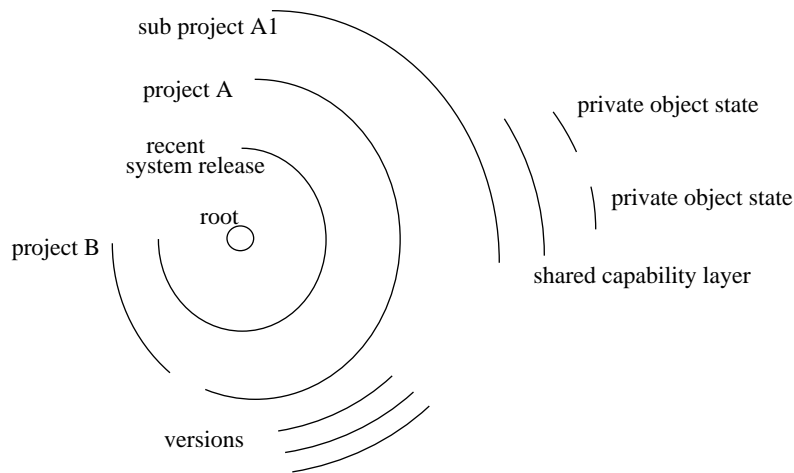 sub project A1
project A
private object state
recent
system release
private object state
root
project B
shared capability layer
versions